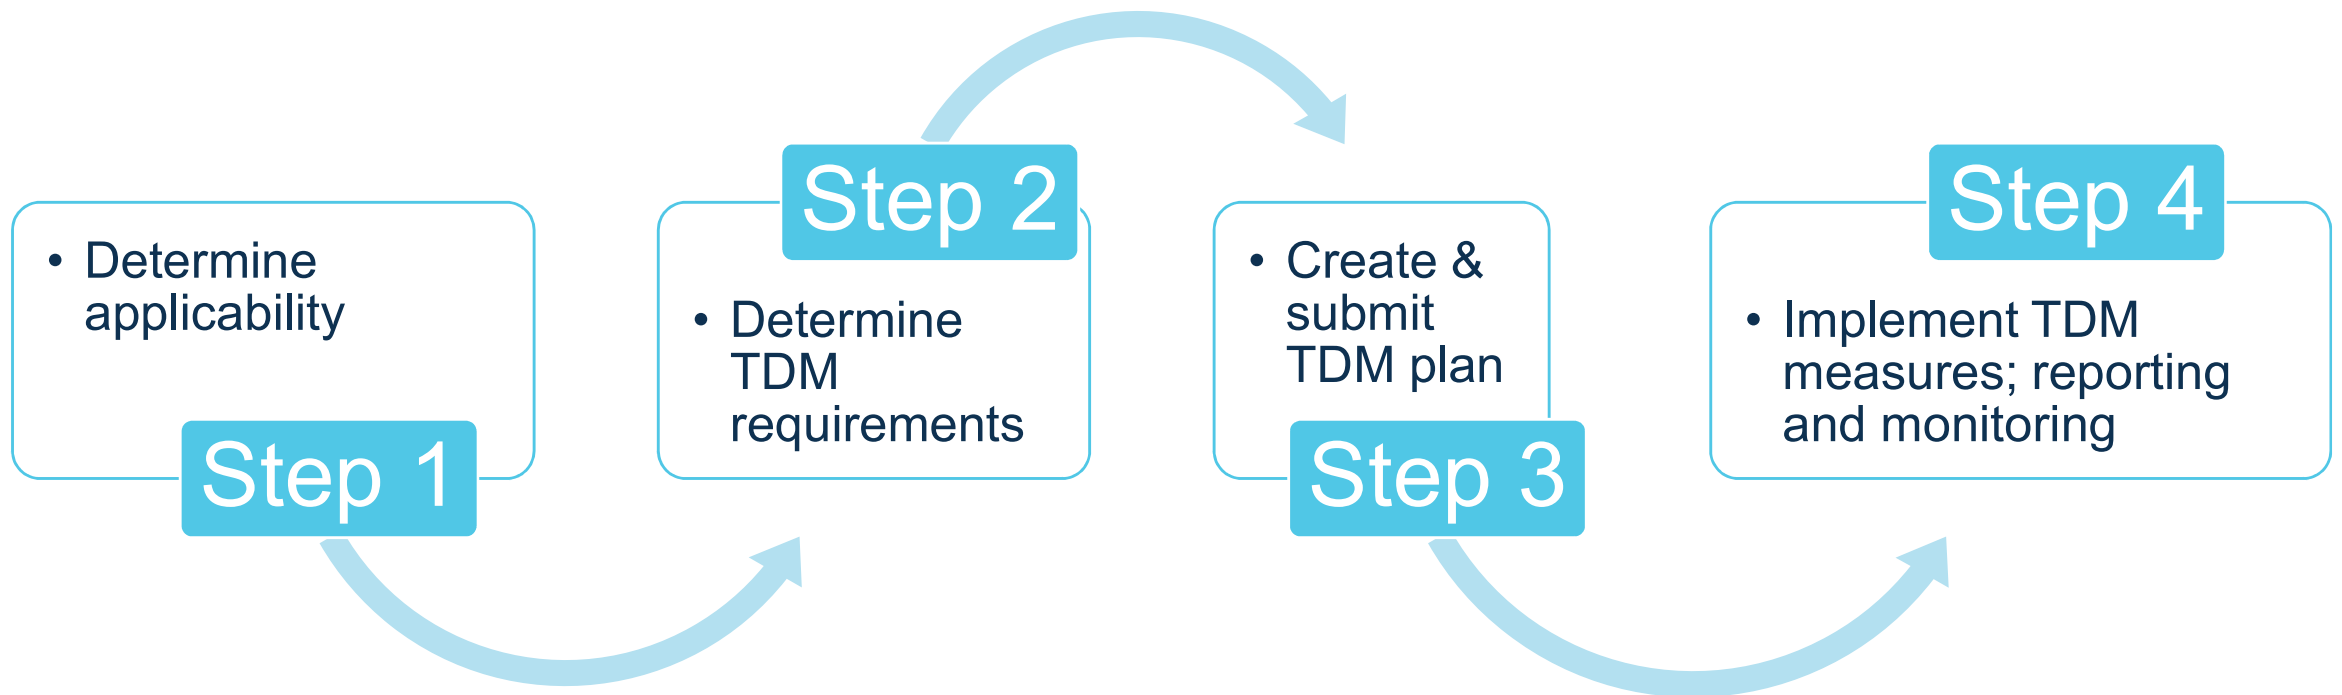 • Determine
applicability
Step 1
Step 2
• Determine
TDM
requirements
• Create &
submit
TDM plan
Step 3
Step 4
• Implement TDM
measures; reporting
and monitoring